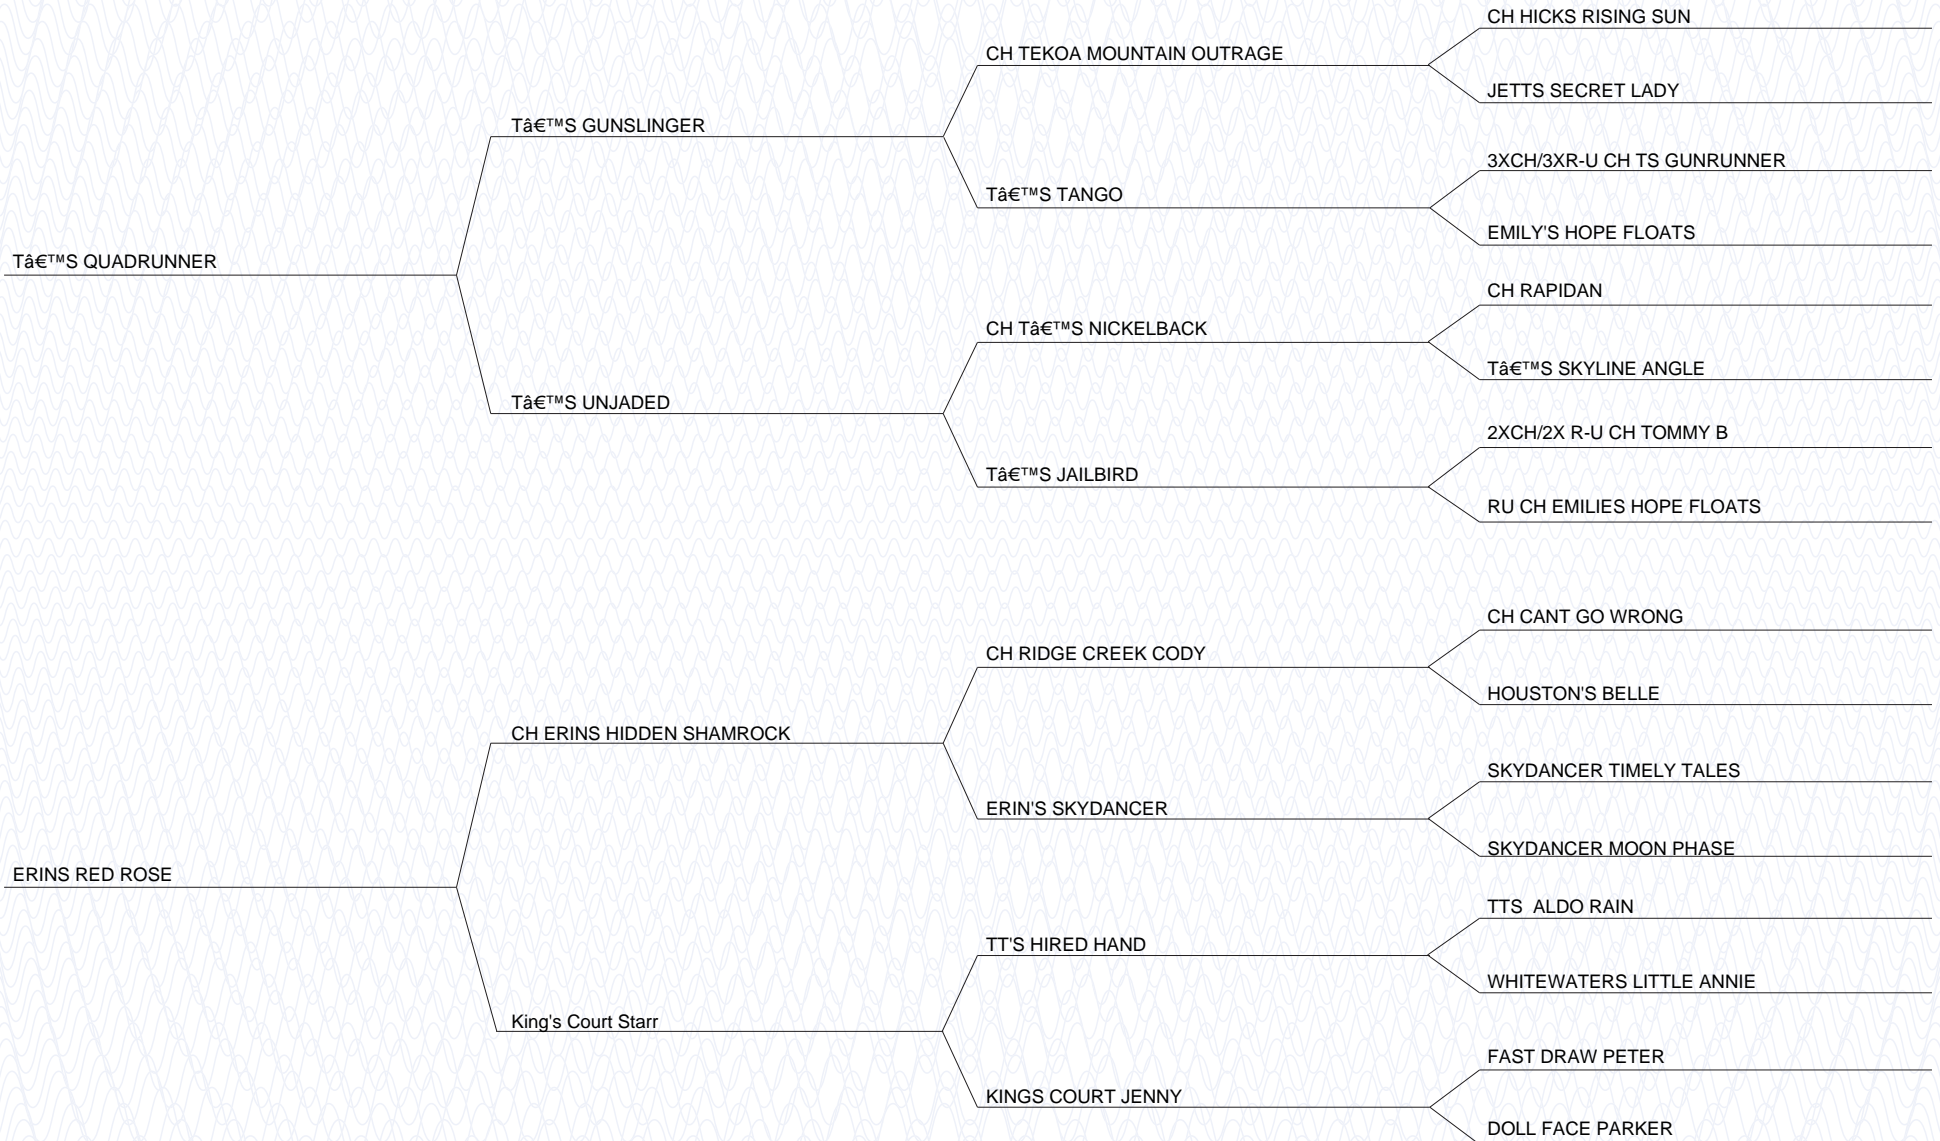 CH HICKS RISING SUN
CH TEKOA MOUNTAIN OUTRAGE
JETTS SECRET LADY
Tâ€™S GUNSLINGER
3XCH/3XR-U CH TS GUNRUNNER
Tâ€™S TANGO
EMILY'S HOPE FLOATS
Tâ€™S QUADRUNNER
CH RAPIDAN
CH Tâ€™S NICKELBACK
Tâ€™S SKYLINE ANGLE
Tâ€™S UNJADED
2XCH/2X R-U CH TOMMY B
Tâ€™S JAILBIRD
RU CH EMILIES HOPE FLOATS
CH CANT GO WRONG
CH RIDGE CREEK CODY
HOUSTON'S BELLE
CH ERINS HIDDEN SHAMROCK
SKYDANCER TIMELY TALES
ERIN'S SKYDANCER
SKYDANCER MOON PHASE
ERINS RED ROSE
TTS  ALDO RAIN
TT'S HIRED HAND
WHITEWATERS LITTLE ANNIE
King's Court Starr
FAST DRAW PETER
KINGS COURT JENNY
DOLL FACE PARKER